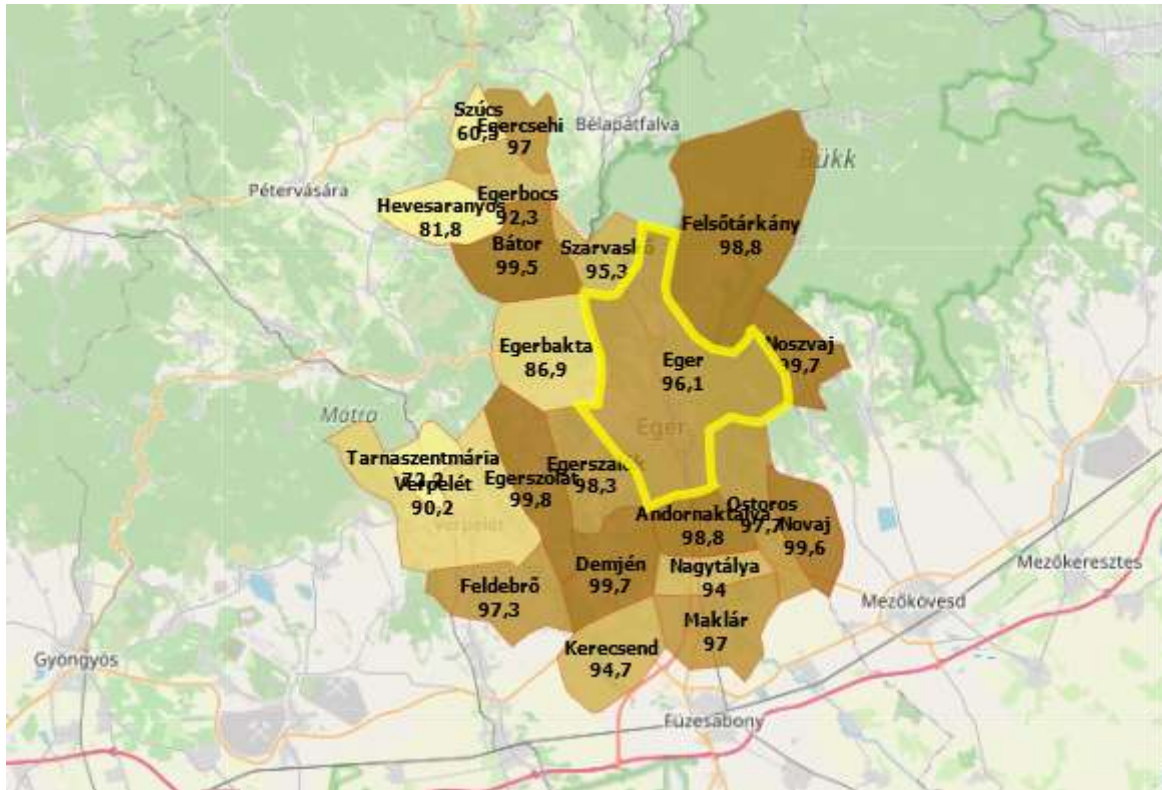 Szúcs
60,3
Egercsehi
97
Bélapátfalva
Pétervására
Bükk
Egerbocs
92,3
Hevesaranyos
81,8
Bátor
99,5
Szarvaskő
95,3
Felsőtárkány
98,8
Egerbakta
86,9
Eger
96,1
Noszvaj
99,7
Mátra
Eger
Tarnaszentmária
Verpelét
90,2
Verpelét
Egerszólát
99,8
Egerszalók
98,3
Andornaktálya
98,8
Ostoros
97,7
Novaj
99,6
Demjén
99,7
Nagytálya
94
Feldebrő
97,3
Maklár
97
Kerecsend
94,7
Mezőkeresztes
Mezőkövesd
Gyöngyös
Füzesabony